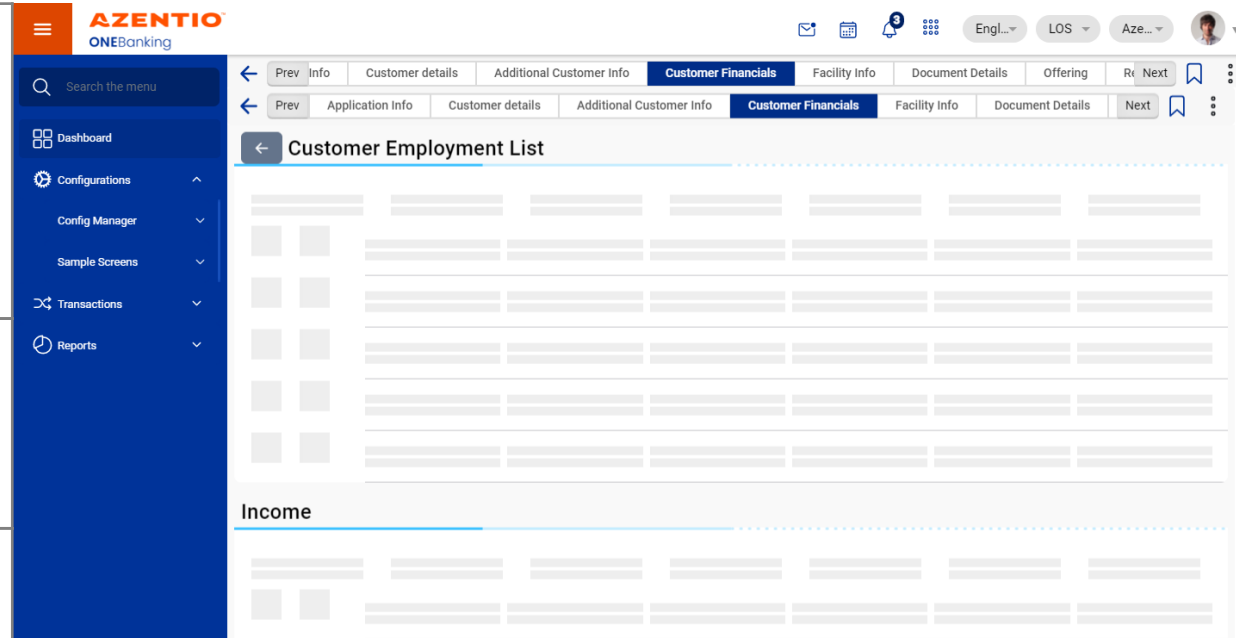 AZENTIO
ONEBanking
3
Engl...
LOS
Aze...
Search the menu
Dashboard
Configurations
Config Manager
Sample Screens
Transactions
Reports
Prev Info Customer details Additional Customer Info Customer Financials Facility Info Document Details Offering Re Next
Prev Application Info Customer details Additional Customer Info Customer Financials Facility Info Document Details Next
Customer Employment List
Income